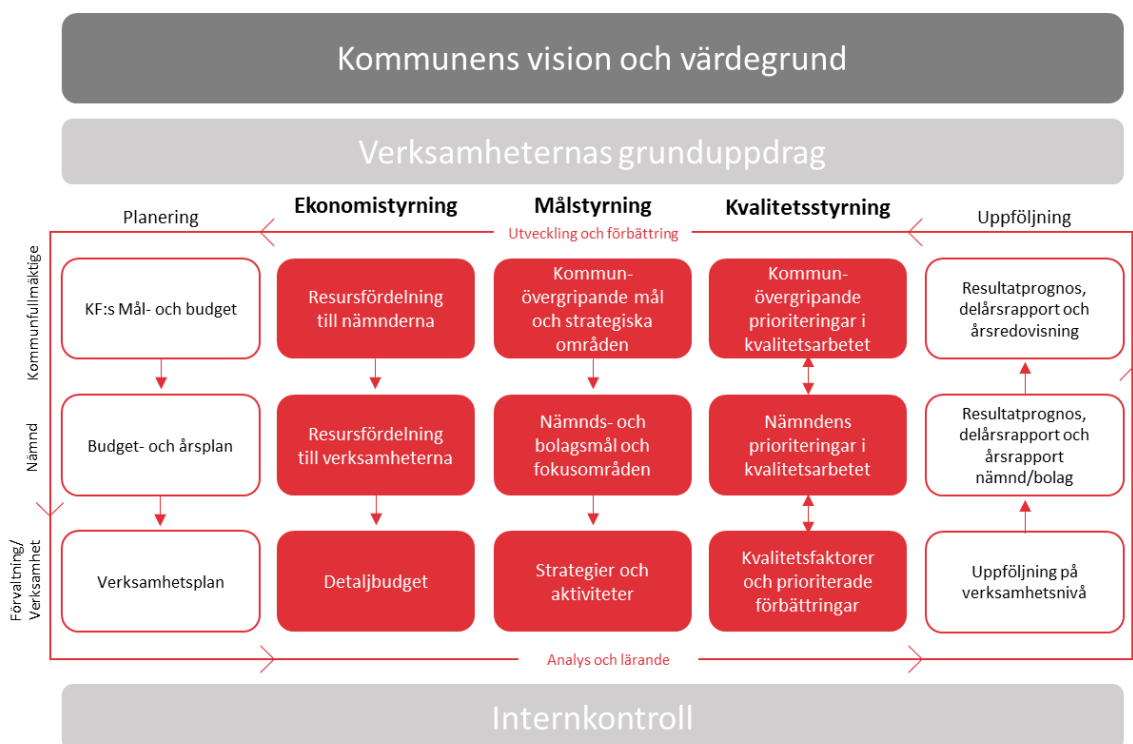 Kommunens vision och värdegrund
Verksamheternas grunduppdrag
Planering
Ekonomistyrning
Målstyrning
Kvalitetsstyrning
Uppföljning
Utveckling och förbättring
Kommunfullmäktige
KF:s Mål- och budget
Resursfördelning
till nämnderna
Kommun-
övergripande mål
och strategiska
områden
Kommun-
övergripande
prioriteringar i
kvalitetsarbetet
Resultatprognos,
delårsrapport och
årsredovisning
Nämnd
Budget- och årsplan
Resursfördelning
till verksamheterna
Nämnds- och
bolagsmål och
fokusområden
Nämndens
prioriteringar i
kvalitetsarbetet
Resultatprognos,
delårsrapport och
årsrapport
nämnd/bolag
Förvaltning/
Verksamhet
Verksamhetsplan
Detaljbudget
Strategier och
aktiviteter
Kvalitetsfaktorer
och prioriterade
förbättringar
Uppföljning på
verksamhetsnivå
Analys och lärande
Internkontroll